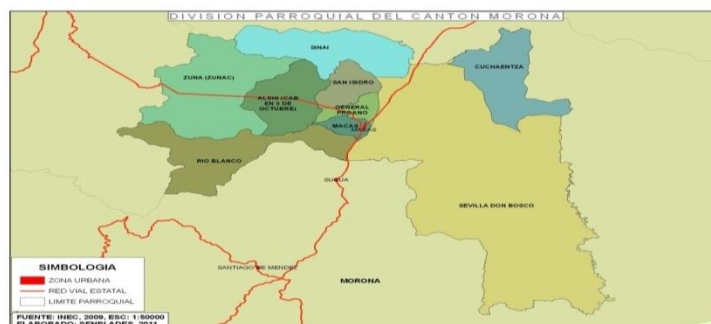 DIVISION PARROQUIAL DEL CANTON MORONA
SINAI
CUCHAENTZA
ZUNA (ZUNAC)
SAN ISIDRO
ALSHI (CAB
EN 9 DE
OCTUBRE)
GENERAL
PROANO
MACAS
MACAS
RIO BLANCO
SUCUA
SEVILLA DON BOSCO
SANTIAGO DE MENDEZ
MORONA
SIMBOLOGIA
ZONA URBANA
RED VIAL ESTATAL
LIMITE PARROQUIAL
FUENTE: INEC, 2009, ESC: 1:50000
ELABORADO: SENPLADES, 2011